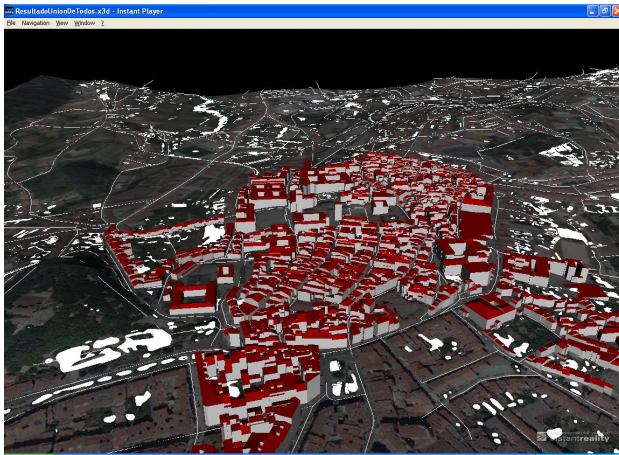 ResultadoUnionDeTodos.x3d - Instant Player
File Navigation View Window ?
instantreality